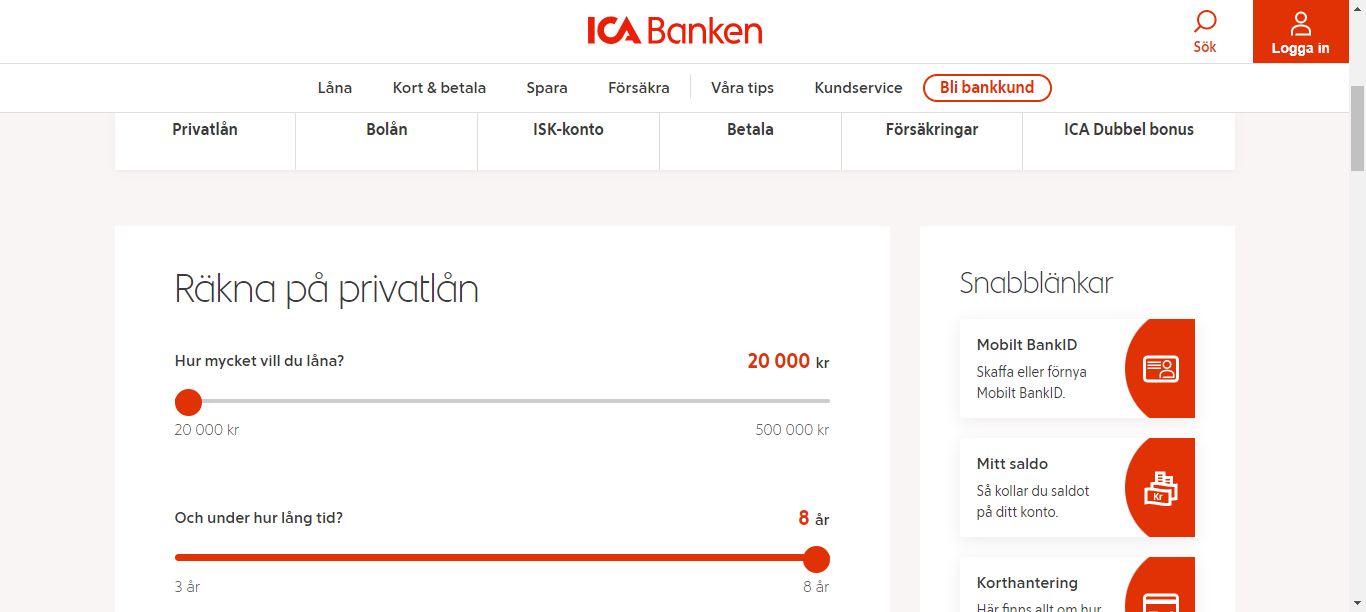 ICA Banken
Sök
Logga in
Låna
Kort & betala
Spara
Försäkra
Våra tips
Kundservice
Bli bankkund
Privatlån
Bolån
ISK-konto
Betala
Försäkringar
ICA Dubbel bonus
Räkna på privatlån
Hur mycket vill du låna?
20 000 kr
20 000 kr
500 000 kr
Och under hur lång tid?
8 år
3 år
8 år
Snabblänkar
Mobilt BankID
Skaffa eller förnya
Mobilt BankID.
Mitt saldo
Så kollar du saldot
på ditt konto.
Kr
Korthantering
Här finns allt om hur